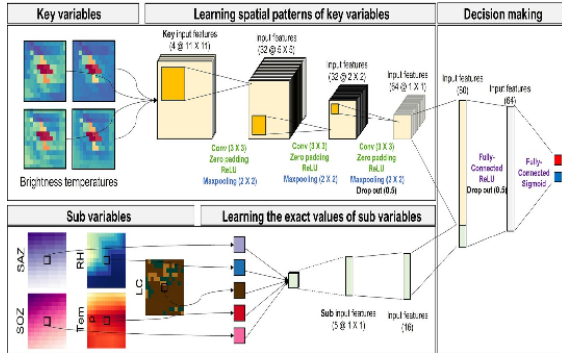 Key variables
Learning spatial patterns of key variables
Decision making
Key input features
(4 @ 11 X 11)
Input features
(32 @ 5 X 5)
Input features
(32 @ 2 X 2)
Input features
(64 @ 1 X 1)
Conv (3 X 3)
Zero padding
ReLU
Maxpooling (2 X 2)
Conv (3 X 3)
Zero padding
ReLU
Maxpooling (2 X 2)
Conv (3 X 3)
Zero padding
ReLU
Maxpooling (2 X 2)
Drop out (0.5)
Brightness temperatures
Input features
Input features
(64)
Fully-
Connected
ReLU
Drop out (0.5)
Fully-
Connected
Sigmoid
Sub variables
Learning the exact values of sub variables
SAZ
RH
LC
SOZ
Tem
Sub input features
(5 @ 1 X 1)
Input features
(16)